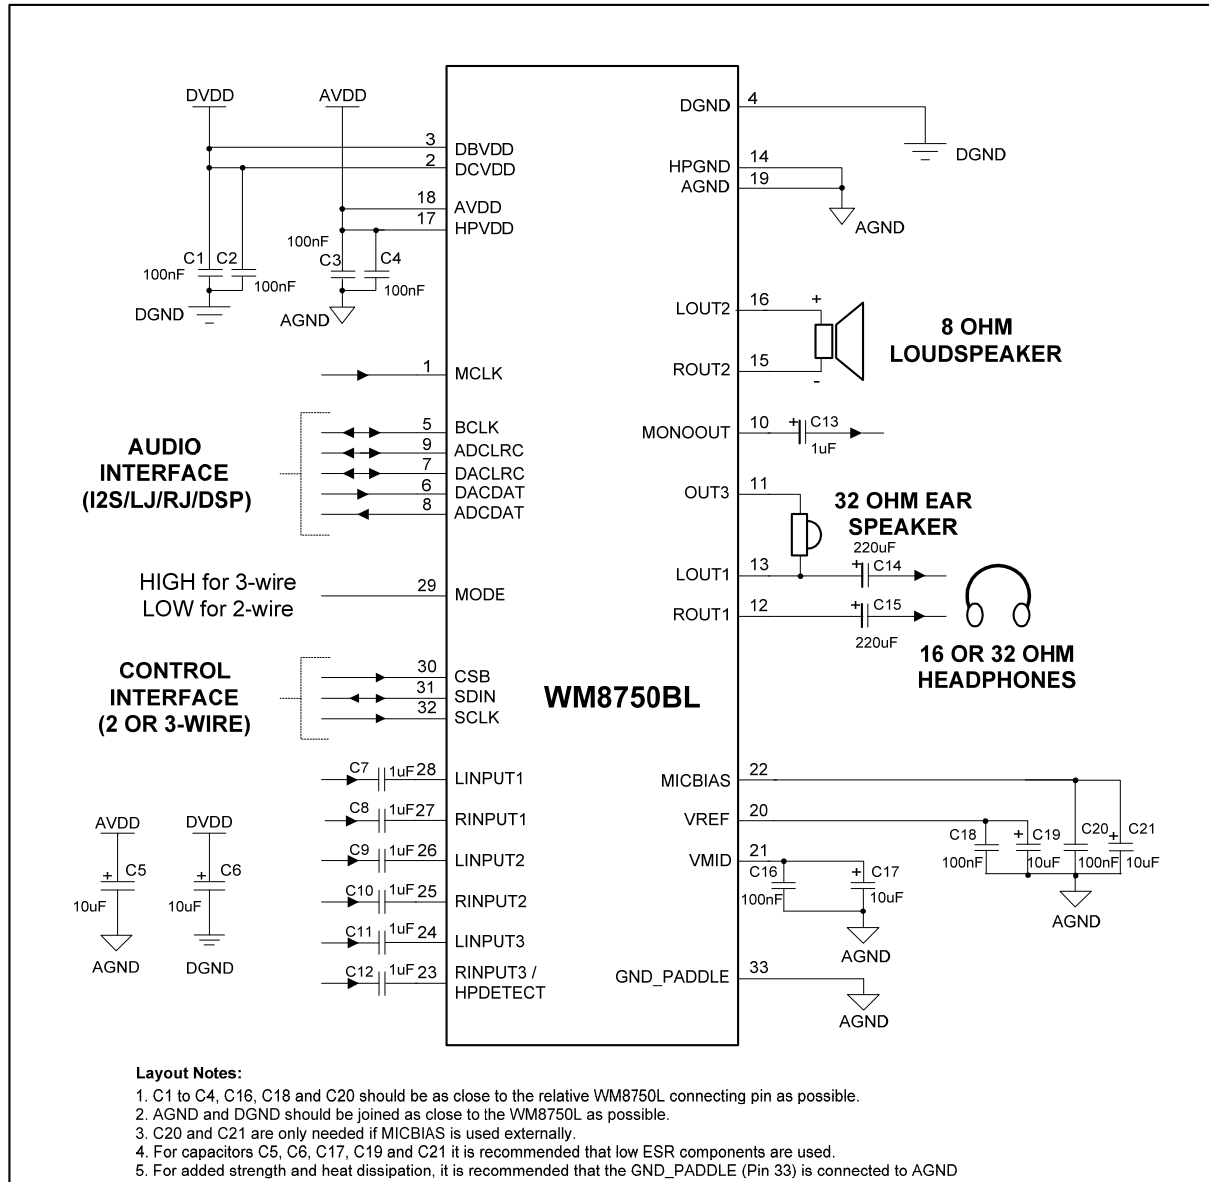 DVDD
AVDD
3
DBVDD
2
DCVDD
18
AVDD
17
HPVDD
100nF
C1
C2
C3
C4
100nF
100nF
100nF
DGND
AGND
1
MCLK
AUDIO
INTERFACE
(I2S/LJ/RJ/DSP)
5
BCLK
9
ADCLRC
7
DACLRC
6
DACDAT
8
ADCDAT
HIGH for 3-wire
LOW for 2-wire
29
MODE
CONTROL
INTERFACE
(2 OR 3-WIRE)
30
CSB
31
SDIN
32
SCLK
C7
1uF
28
LINPUT1
C8
1uF
27
RINPUT1
C9
1uF
26
LINPUT2
C10
1uF
25
RINPUT2
C11
1uF
24
LINPUT3
C12
1uF
23
RINPUT3 /
HPDETECT
AVDD
+
C5
10uF
AGND
DVDD
+
C6
10uF
DGND
WM8750BL
DGND
4
DGND
HPGND
14
AGND
19
AGND
LOUT2
16
+
8 OHM
LOUDSPEAKER
ROUT2
15
-
MONOOUT
10
+
C13
1uF
OUT3
11
32 OHM EAR
SPEAKER
LOUT1
13
220uF
+
C14
ROUT1
12
+
C15
220uF
16 OR 32 OHM
HEADPHONES
MICBIAS
22
VREF
20
C18
100nF
+
C19
10uF
C20
100nF
+
C21
10uF
AGND
VMID
21
C16
100nF
+
C17
10uF
AGND
GND_PADDLE
33
AGND
Layout Notes:
1. C1 to C4, C16, C18 and C20 should be as close to the relative WM8750L connecting pin as possible.
2. AGND and DGND should be joined as close to the WM8750L as possible.
3. C20 and C21 are only needed if MICBIAS is used externally.
4. For capacitors C5, C6, C17, C19 and C21 it is recommended that low ESR components are used.
5. For added strength and heat dissipation, it is recommended that the GND_PADDLE (Pin 33) is connected to AGND